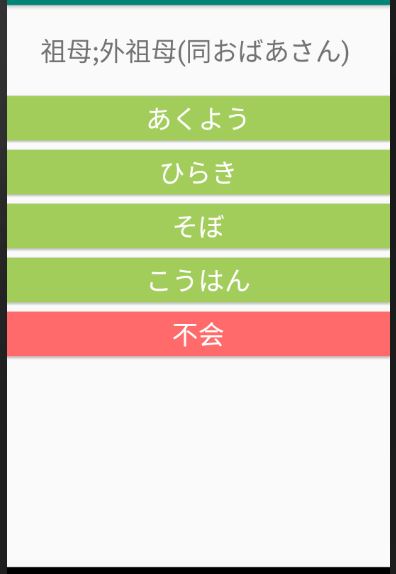 祖母;外祖母(同おばあさん)
あくよう
ひらき
そぼ
こうはん
不会